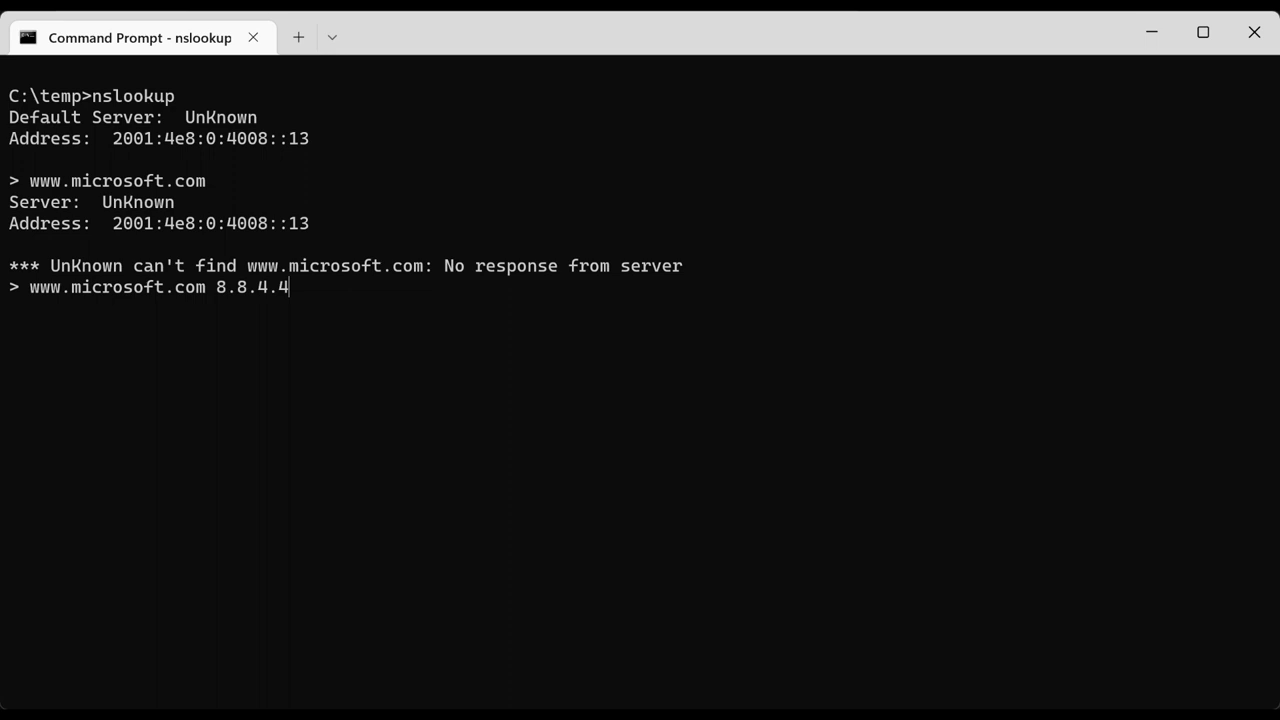 Command Prompt - nslookup
C:\temp>nslookup
Default Server:  UnKnown
Address:  2001:4e8:0:4008::13
> www.microsoft.com
Server:  UnKnown
Address:  2001:4e8:0:4008::13
*** UnKnown can't find www.microsoft.com: No response from server
> www.microsoft.com 8.8.4.4